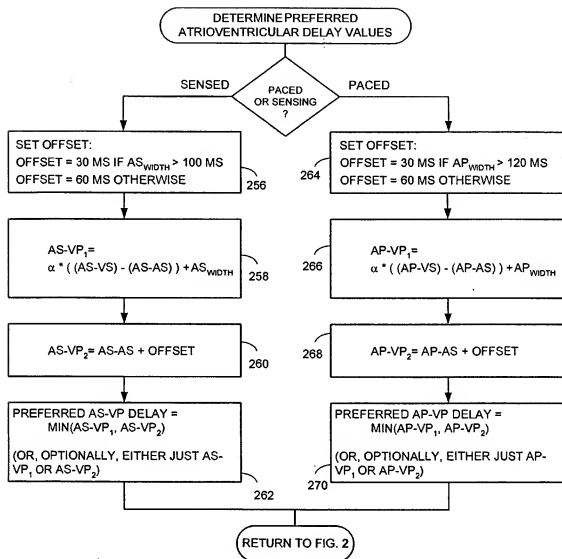 DETERMINE PREFERRED
ATRIOVENTRICULAR DELAY VALUES
SENSED
PACED
OR SENSING
?
PACED
SET OFFSET:
OFFSET = 30 MS IF AS_WIDTH > 100 MS
OFFSET = 60 MS OTHERWISE
256
AS-VP₁=
α * ( (AS-VS) - (AS-AS) ) + AS_WIDTH
258
AS-VP₂= AS-AS + OFFSET
260
PREFERRED AS-VP DELAY =
MIN(AS-VP₁, AS-VP₂)
(OR, OPTIONALLY, EITHER JUST AS-
VP₁ OR AS-VP₂)
262
SET OFFSET:
OFFSET = 30 MS IF AP_WIDTH > 120 MS
OFFSET = 60 MS OTHERWISE
264
AP-VP₁=
α * ( (AP-VS) - (AP-AS) ) + AP_WIDTH
266
AP-VP₂= AP-AS + OFFSET
268
PREFERRED AP-VP DELAY =
MIN(AP-VP₁, AP-VP₂)
(OR, OPTIONALLY, EITHER JUST AP-
VP₁ OR AP-VP₂)
270
RETURN TO FIG. 2